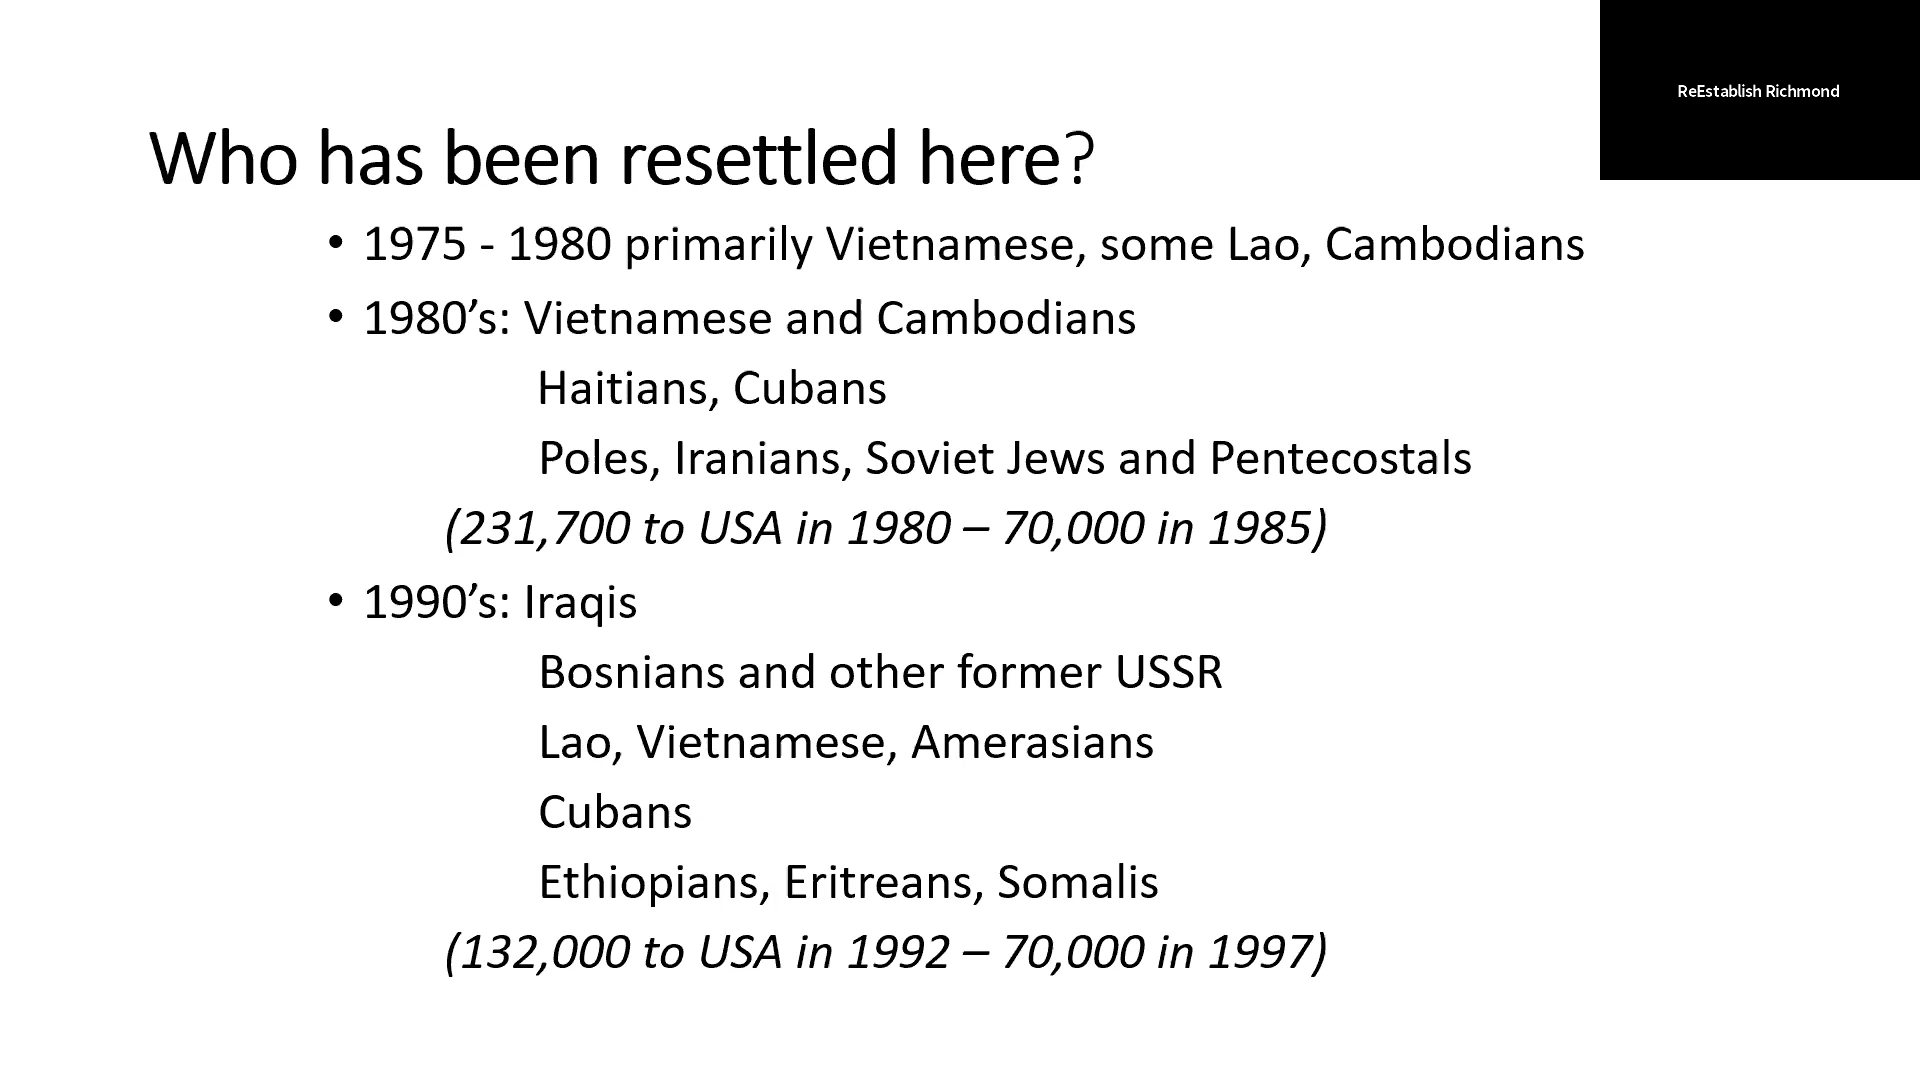 ReEstablish Richmond
Who has been resettled here?
• 1975 - 1980 primarily Vietnamese, some Lao, Cambodians
• 1980’s: Vietnamese and Cambodians
Haitians, Cubans
Poles, Iranians, Soviet Jews and Pentecostals
(231,700 to USA in 1980 – 70,000 in 1985)
• 1990’s: Iraqis
Bosnians and other former USSR
Lao, Vietnamese, Amerasians
Cubans
Ethiopians, Eritreans, Somalis
(132,000 to USA in 1992 – 70,000 in 1997)